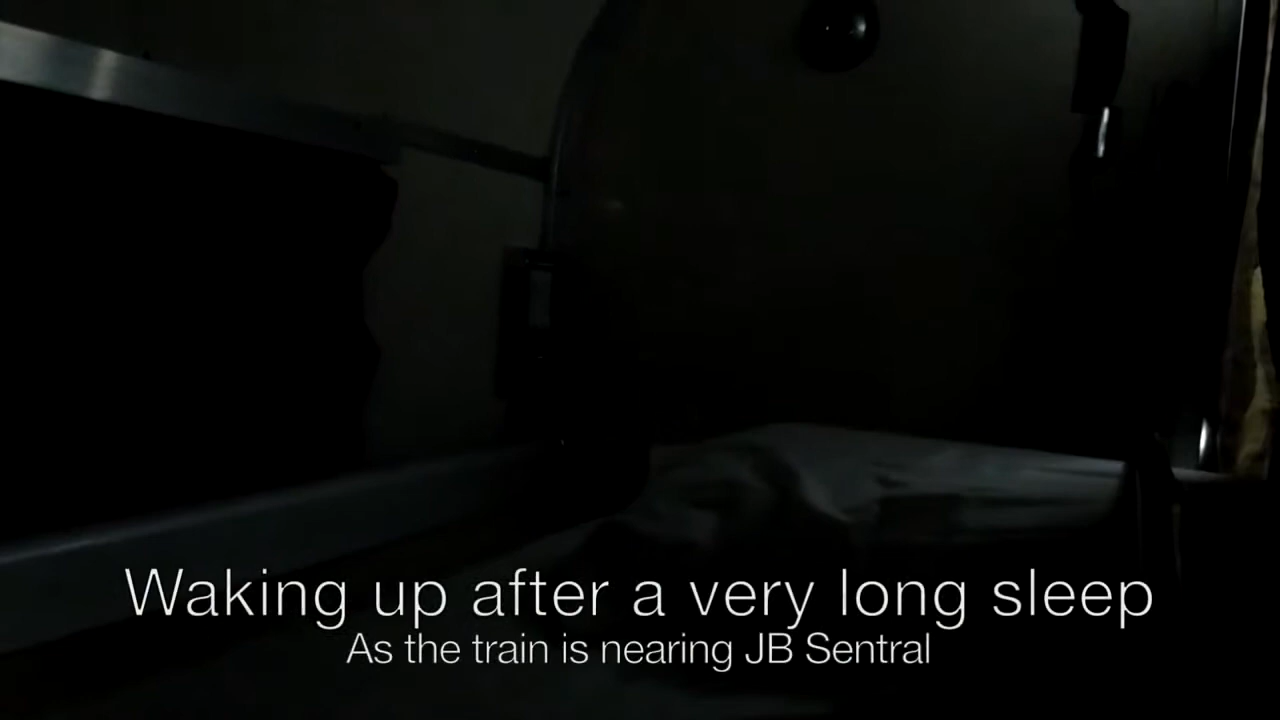 Waking up after a very long sleep
As the train is nearing JB Sentral